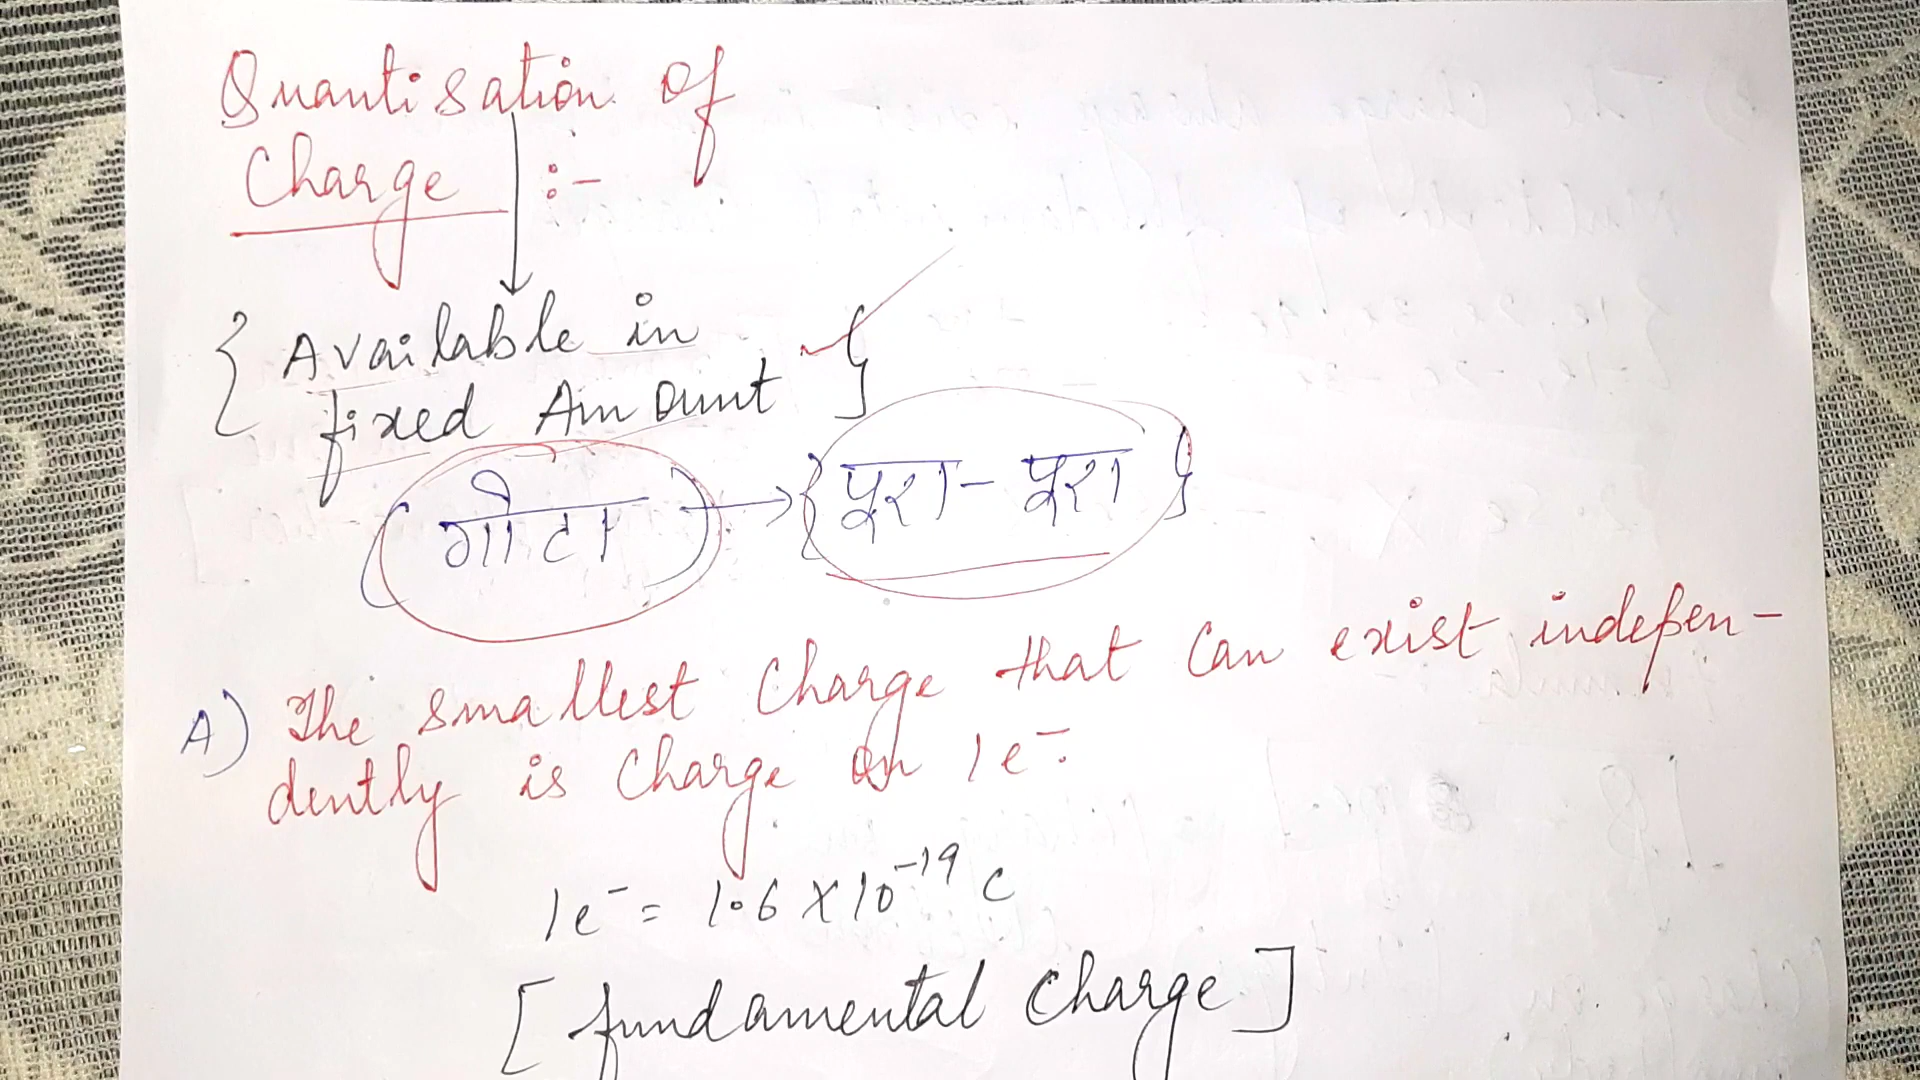 Quantisation of
Charge :-
{ Available in
fixed Amount }
(गोटा) → {पूरा - पूरा}
A) The smallest Charge that Can exist indepen-
dently is Charge on 1e⁻.
1e⁻ = 1.6 X 10⁻¹⁹ C
[fundamental Charge]